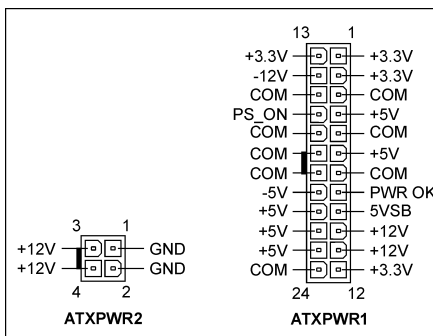 13 1
+3.3V +3.3V
-12V +3.3V
COM COM
PS_ON +5V
COM COM
COM +5V
COM COM
-5V PWR OK
+5V 5VSB
+5V +12V
+5V +12V
COM +3.3V
24 12
ATXPWR1
3 1
+12V GND
+12V GND
4 2
ATXPWR2